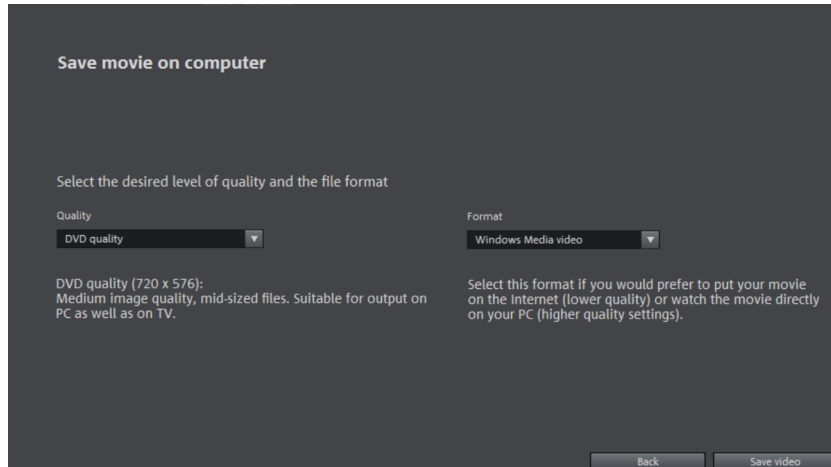 Save movie on computer
Select the desired level of quality and the file format
Quality
DVD quality
DVD quality (720 x 576):
Medium image quality, mid-sized files. Suitable for output on
PC as well as on TV.
Format
Windows Media video
Select this format if you would prefer to put your movie
on the Internet (lower quality) or watch the movie directly
on your PC (higher quality settings).
Back
Save video